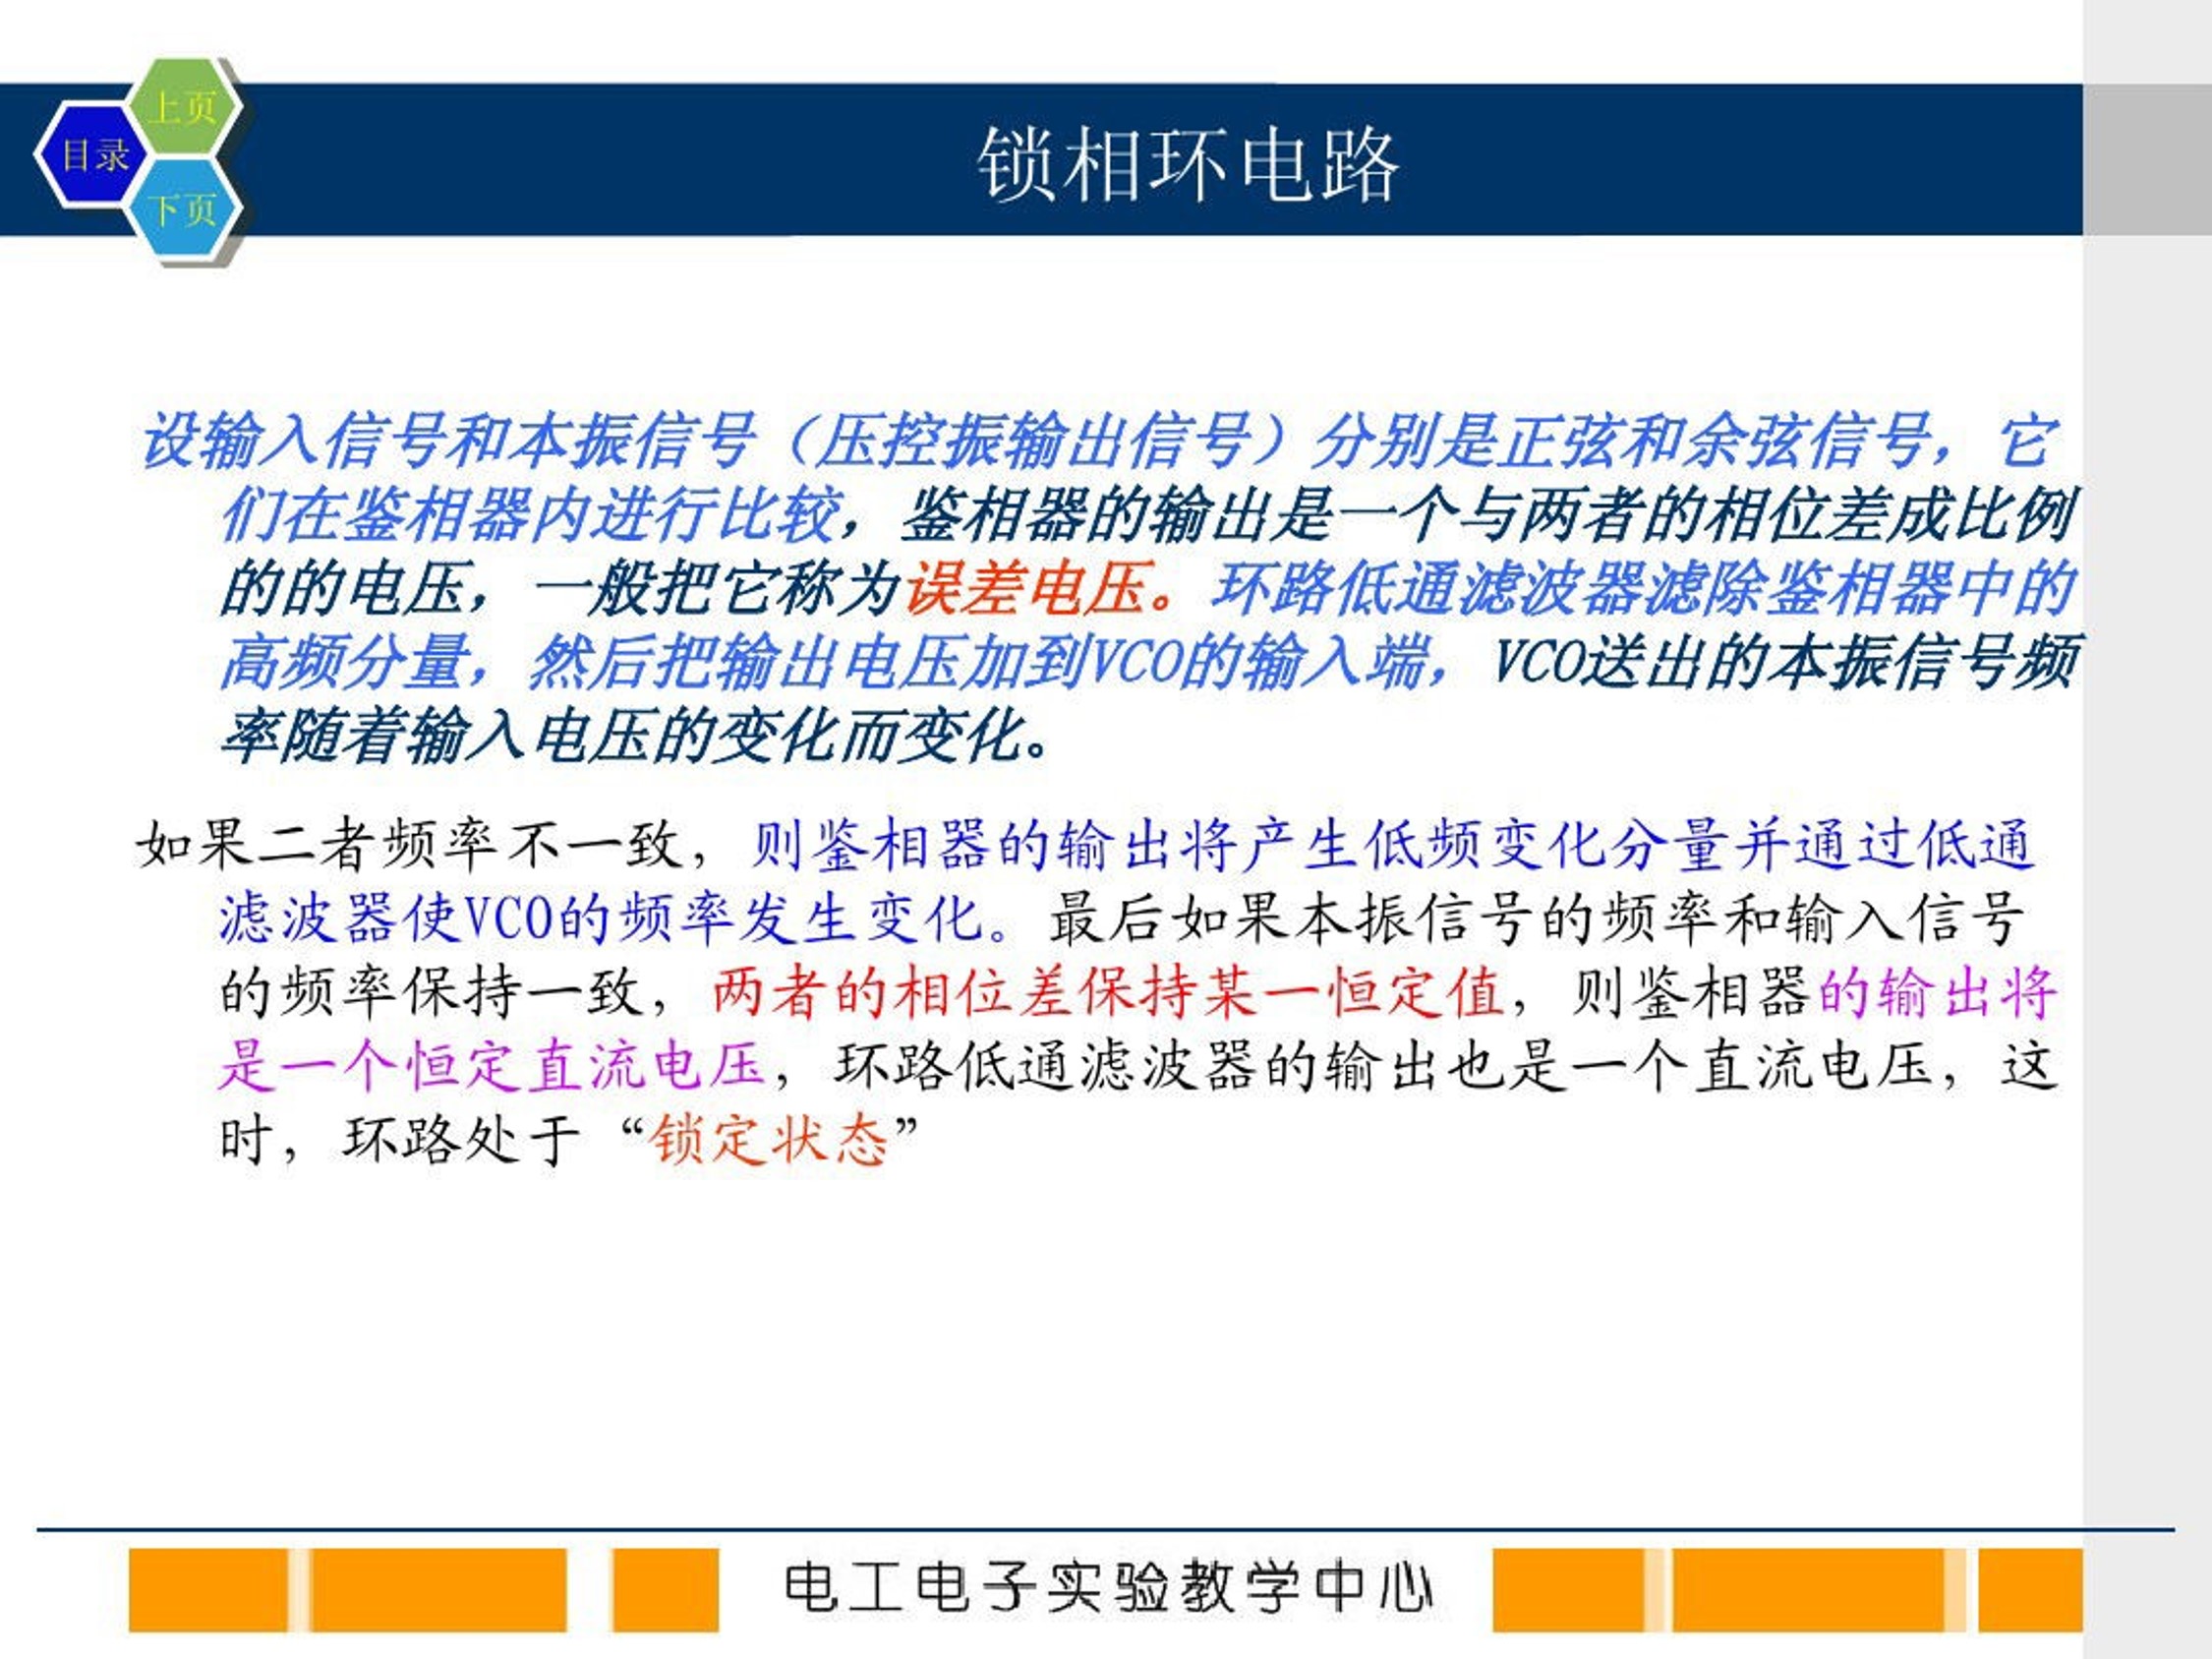 上页
目录
下页
锁相环电路
设输入信号和本振信号（压控振输出信号）分别是正弦和余弦信号，它
们在鉴相器内进行比较，鉴相器的输出是一个与两者的相位差成比例
的的电压，一般把它称为误差电压。环路低通滤波器滤除鉴相器中的
高频分量，然后把输出电压加到VCO的输入端，VCO送出的本振信号频
率随着输入电压的变化而变化。
如果二者频率不一致，则鉴相器的输出将产生低频变化分量并通过低通
滤波器使VCO的频率发生变化。最后如果本振信号的频率和输入信号
的频率保持一致，两者的相位差保持某一恒定值，则鉴相器的输出将
是一个恒定直流电压，环路低通滤波器的输出也是一个直流电压，这
时，环路处于“锁定状态”
电工电子实验教学中心